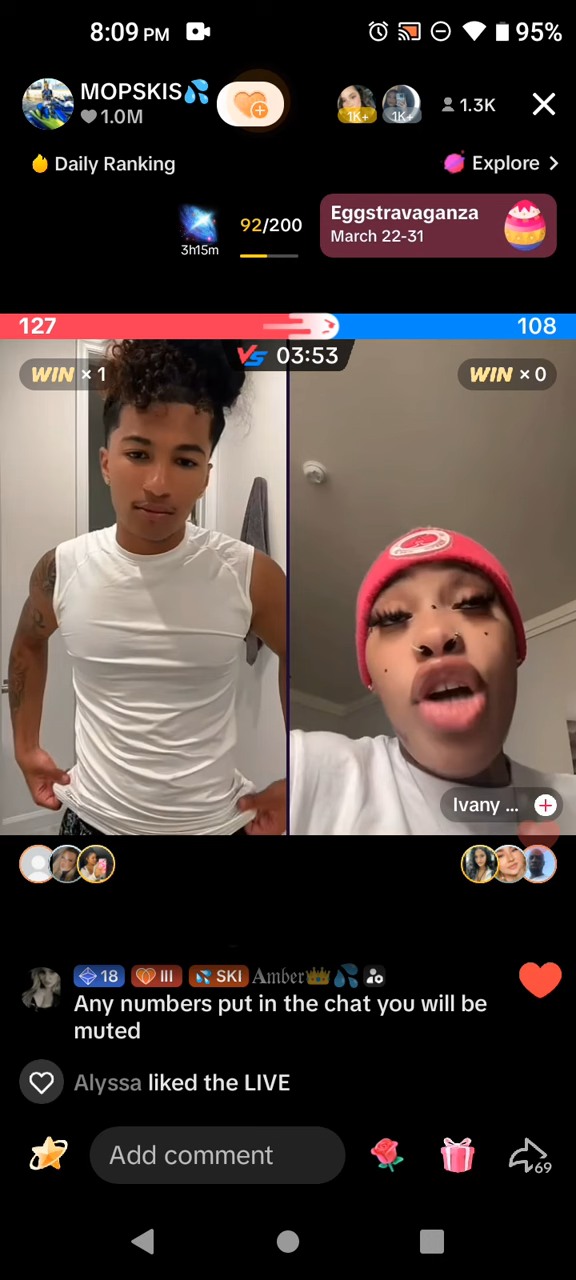 8:09 PM
95%
MOPSKIS💦
1.0M
1K+
1K+
1.3K
Daily Ranking
Explore >
3h15m
92/200
Eggstravaganza
March 22-31
127
108
VS 03:53
WIN × 1
WIN × 0
Ivany ...
18 III SKI 𝔄𝔪𝔟𝔢𝔯👑💦
Any numbers put in the chat you will be
muted
Alyssa liked the LIVE
Add comment
69